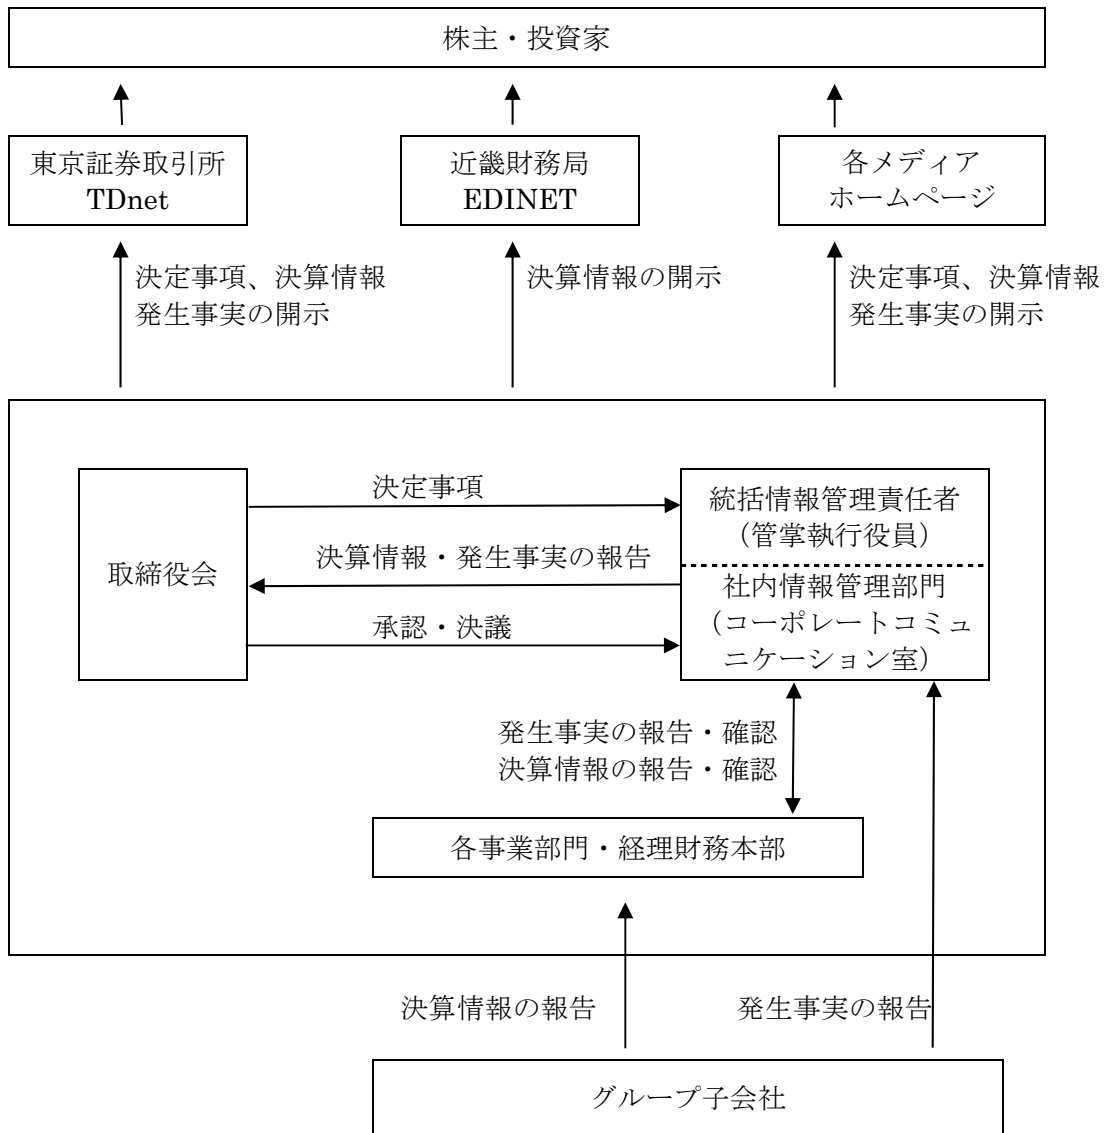 株主・投資家
東京証券取引所
TDnet
近畿財務局
EDINET
各メディア
ホームページ
決定事項、決算情報
発生事実の開示
決算情報の開示
決定事項、決算情報
発生事実の開示
取締役会
決定事項
決算情報・発生事実の報告
承認・決議
統括情報管理責任者
（管掌執行役員）
社内情報管理部門
（コーポレートコミュ
ニケーション室）
発生事実の報告・確認
決算情報の報告・確認
各事業部門・経理財務本部
決算情報の報告
発生事実の報告
グループ子会社